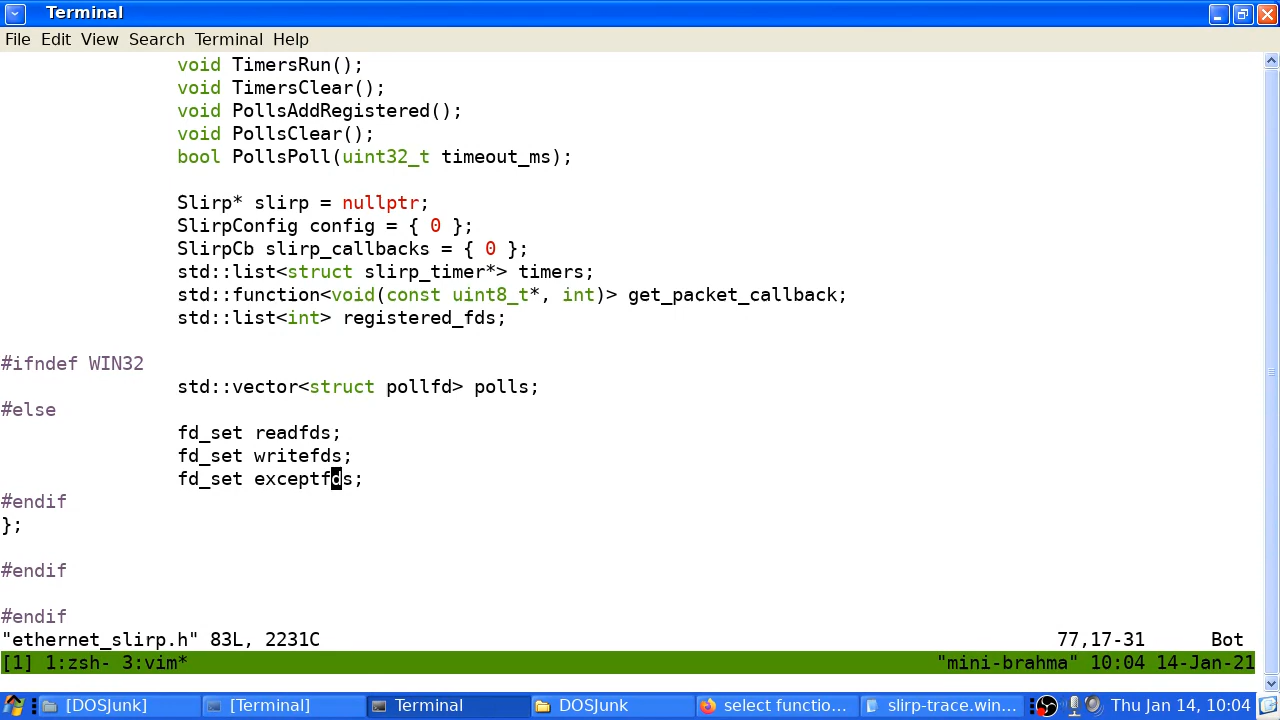 Terminal
File Edit View Search Terminal Help
void TimersRun();
void TimersClear();
void PollsAddRegistered();
void PollsClear();
bool PollsPoll(uint32_t timeout_ms);
Slirp* slirp = nullptr;
SlirpConfig config = { 0 };
SlirpCb slirp_callbacks = { 0 };
std::list<struct slirp_timer*> timers;
std::function<void(const uint8_t*, int)> get_packet_callback;
std::list<int> registered_fds;
#ifndef WIN32
std::vector<struct pollfd> polls;
#else
fd_set readfds;
fd_set writefds;
fd_set exceptfds;
#endif
};
#endif
#endif
"ethernet_slirp.h" 83L, 2231C 77,17-31 Bot
[1] 1:zsh- 3:vim* "mini-brahma" 10:04 14-Jan-21
[DOSJunk] [Terminal] Terminal DOSJunk select functio... slirp-trace.win... Thu Jan 14, 10:04